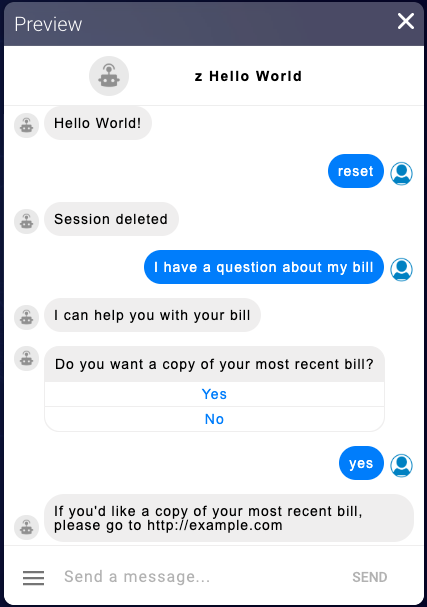 Preview
z Hello World
Hello World!
reset
Session deleted
I have a question about my bill
I can help you with your bill
Do you want a copy of your most recent bill?
Yes
No
yes
If you'd like a copy of your most recent bill,
please go to http://example.com
Send a message...
SEND